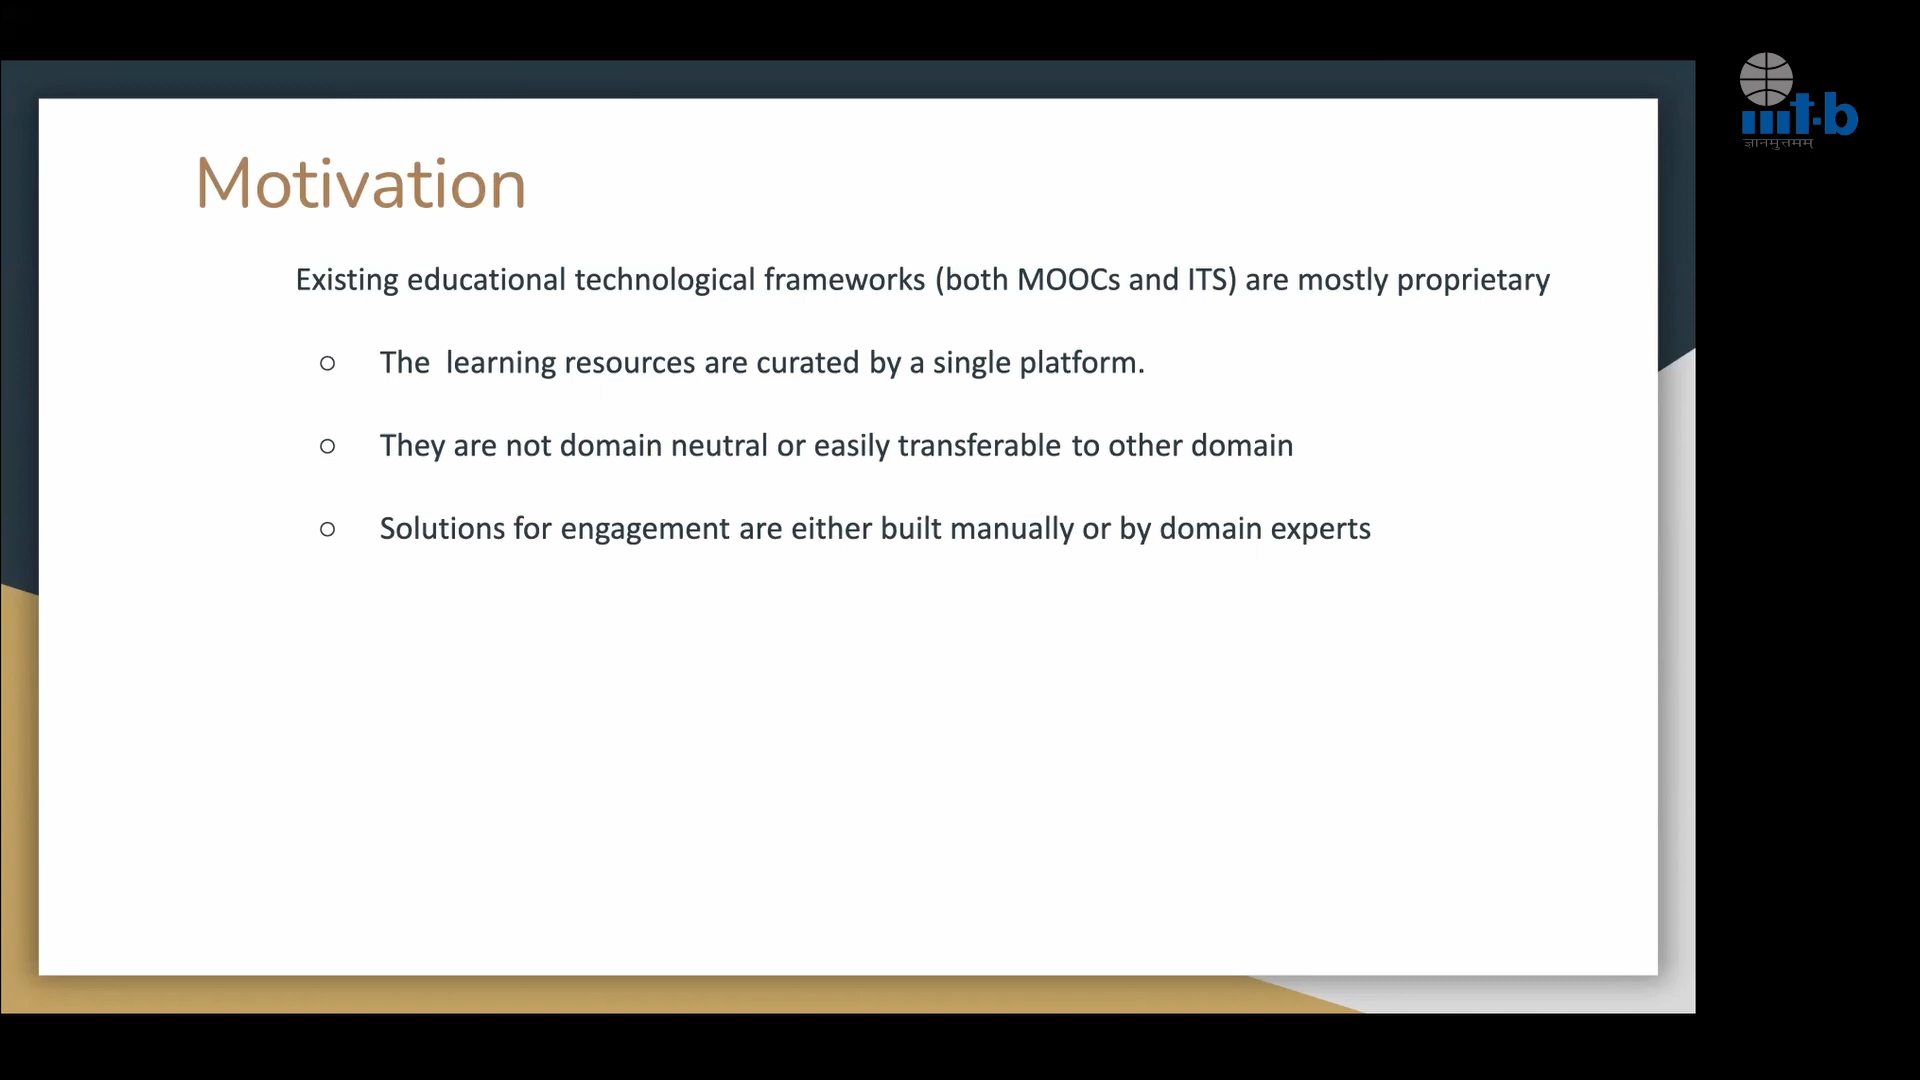 Motivation
Existing educational technological frameworks (both MOOCs and ITS) are mostly proprietary
○ The learning resources are curated by a single platform.
○ They are not domain neutral or easily transferable to other domain
○ Solutions for engagement are either built manually or by domain experts
iiit-b
ज्ञानमुत्तमम्